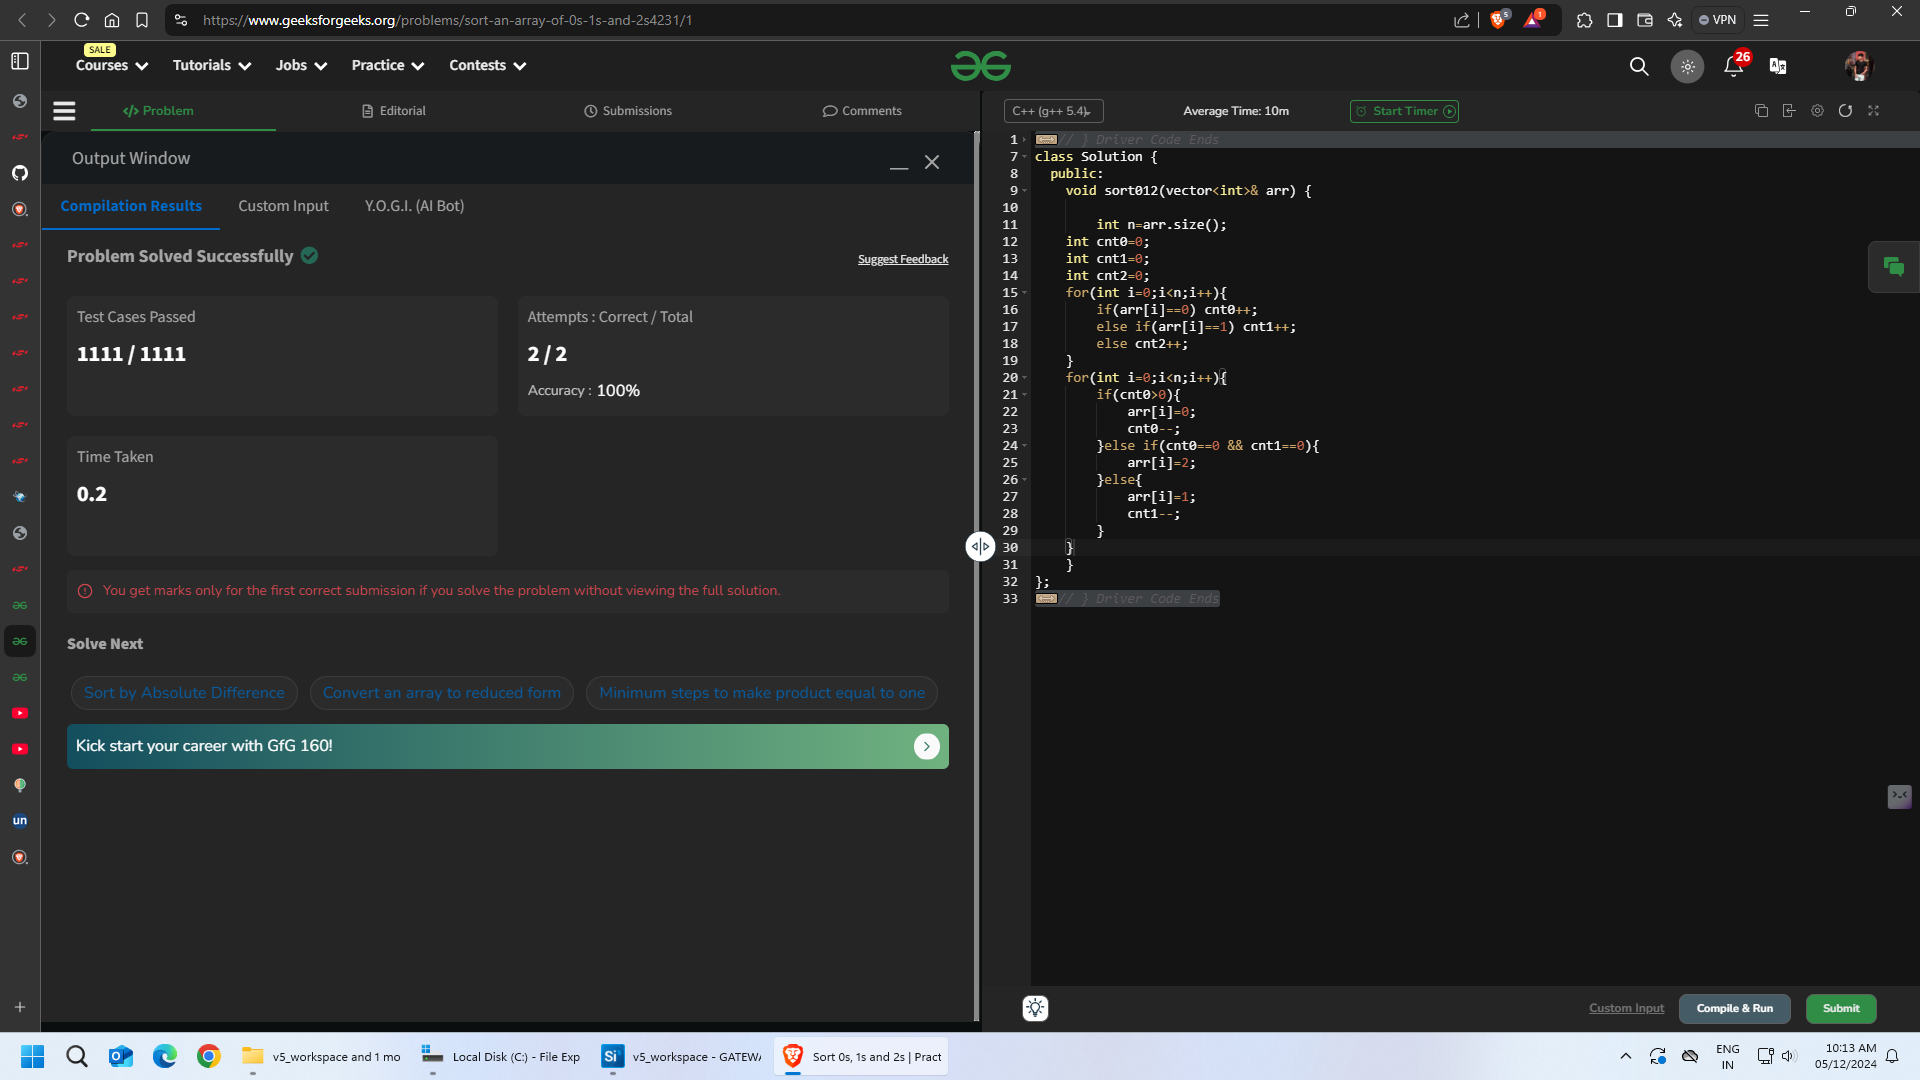 https://www.geeksforgeeks.org/problems/sort-an-array-of-0s-1s-and-2s4231/1
5
1
VPN
SALE
Courses
Tutorials
Jobs
Practice
Contests
26
Problem
Editorial
Submissions
Comments
C++ (g++ 5.4)
Average Time: 10m
Start Timer
Output Window
Compilation Results
Custom Input
Y.O.G.I. (AI Bot)
Problem Solved Successfully
Suggest Feedback
Test Cases Passed
1111 / 1111
Attempts : Correct / Total
2 / 2
Accuracy : 100%
Time Taken
0.2
You get marks only for the first correct submission if you solve the problem without viewing the full solution.
Solve Next
Sort by Absolute Difference
Convert an array to reduced form
Minimum steps to make product equal to one
Kick start your career with GfG 160!
un
1 // } Driver Code Ends
7 class Solution {
8 public:
9 void sort012(vector<int>& arr) {
10
11 int n=arr.size();
12 int cnt0=0;
13 int cnt1=0;
14 int cnt2=0;
15 for(int i=0;i<n;i++){
16 if(arr[i]==0) cnt0++;
17 else if(arr[i]==1) cnt1++;
18 else cnt2++;
19 }
20 for(int i=0;i<n;i++){
21 if(cnt0>0){
22 arr[i]=0;
23 cnt0--;
24 }else if(cnt0==0 && cnt1==0){
25 arr[i]=2;
26 }else{
27 arr[i]=1;
28 cnt1--;
29 }
30 }
31 }
32 };
33 // } Driver Code Ends
Custom Input
Compile & Run
Submit
v5_workspace and 1 mo
Local Disk (C:) - File Exp
Si
v5_workspace - GATEWA
Sort 0s, 1s and 2s | Pract
ENG
IN
10:13 AM
05/12/2024